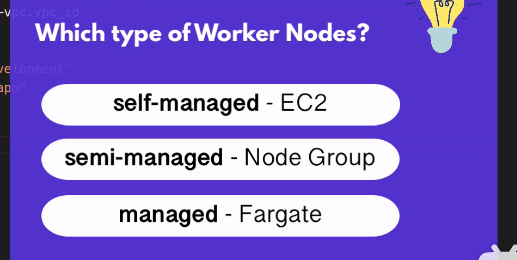 -vpc.vpc_id
Which type of Worker Nodes?
velopment"
app"
self-managed - EC2
semi-managed - Node Group
managed - Fargate